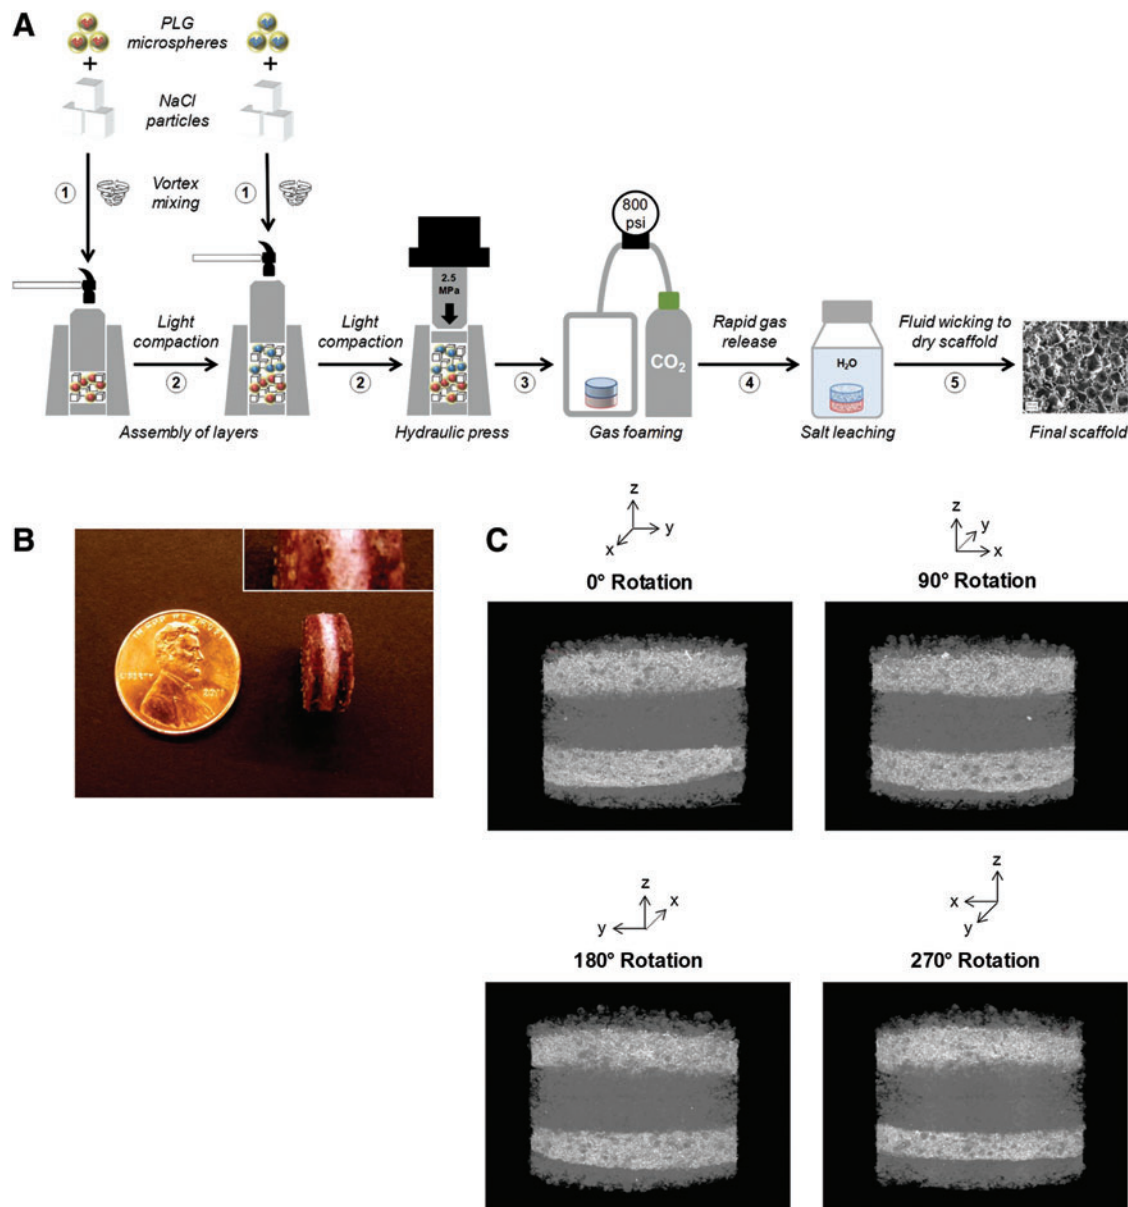 A
PLG
microspheres
+
+
NaCl
particles
1
Vortex
mixing
1
800
psi
2.5
MPa
Light
compaction
2
Light
compaction
2
3
CO2
Rapid gas
release
4
H2O
Fluid wicking to
dry scaffold
5
Assembly of layers
Hydraulic press
Gas foaming
Salt leaching
Final scaffold
B
LIBERTY
C
z
y
x
0° Rotation
z
y
x
90° Rotation
z
x
y
180° Rotation
z
x
y
270° Rotation